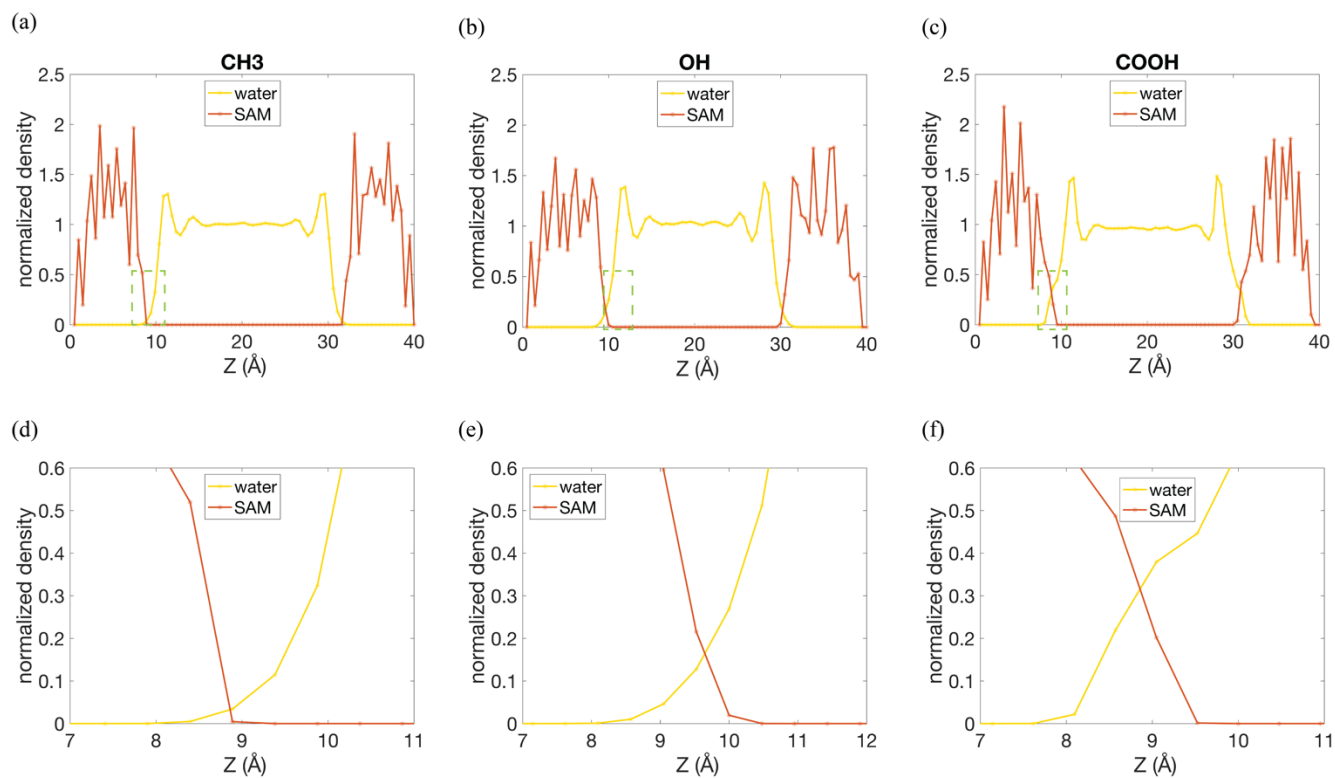 (a)
CH3
2.5
2
1.5
1
0.5
0
normalized density
water
SAM
0 10 20 30 40
Z (Å)
(b)
OH
2.5
2
1.5
1
0.5
0
normalized density
water
SAM
0 10 20 30 40
Z (Å)
(c)
COOH
2.5
2
1.5
1
0.5
0
normalized density
water
SAM
0 10 20 30 40
Z (Å)
(d)
0.6
0.5
0.4
0.3
0.2
0.1
0
normalized density
water
SAM
7 8 9 10 11
Z (Å)
(e)
0.6
0.5
0.4
0.3
0.2
0.1
0
normalized density
water
SAM
7 8 9 10 11 12
Z (Å)
(f)
0.6
0.5
0.4
0.3
0.2
0.1
0
normalized density
water
SAM
7 8 9 10 11
Z (Å)